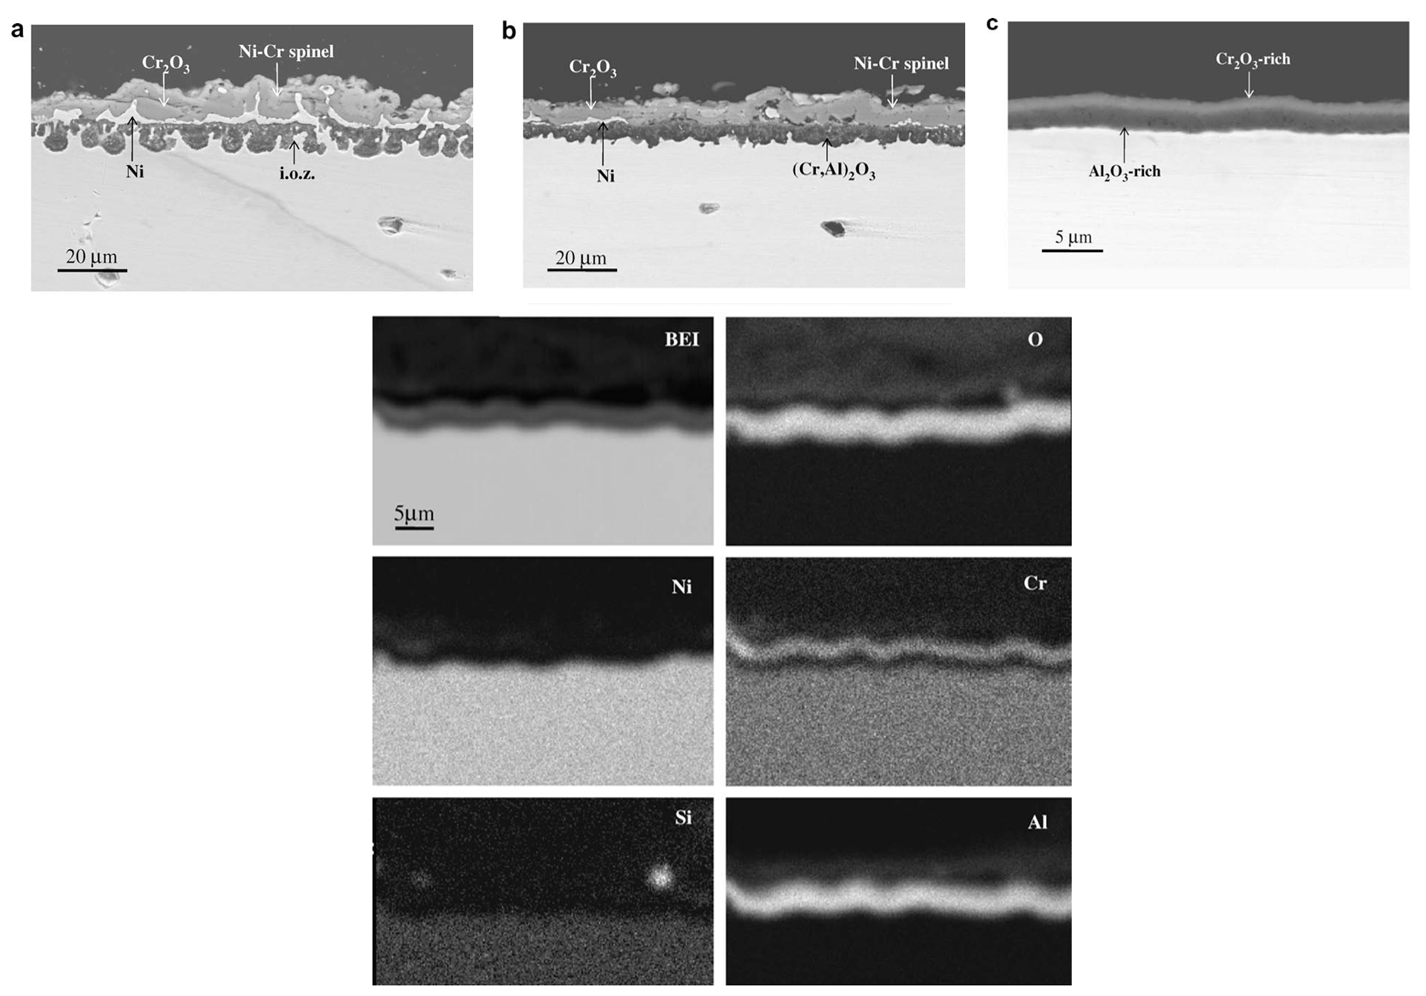 a
Cr₂O₃
Ni-Cr spinel
Ni
i.o.z.
20 μm
b
Cr₂O₃
Ni-Cr spinel
Ni
(Cr,Al)₂O₃
20 μm
c
Cr₂O₃-rich
Al₂O₃-rich
5 μm
BEI
5μm
O
Ni
Cr
Si
Al